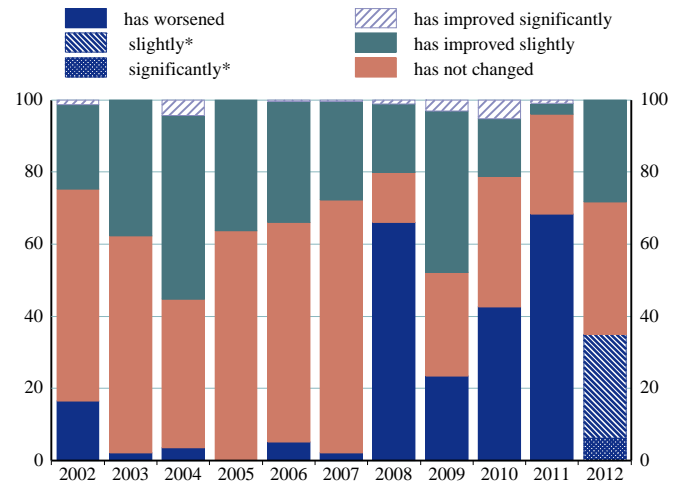 has worsened
slightly*
significantly*
has improved significantly
has improved slightly
has not changed
100 100
80 80
60 60
40 40
20 20
0 0
2002 2003 2004 2005 2006 2007 2008 2009 2010 2011 2012